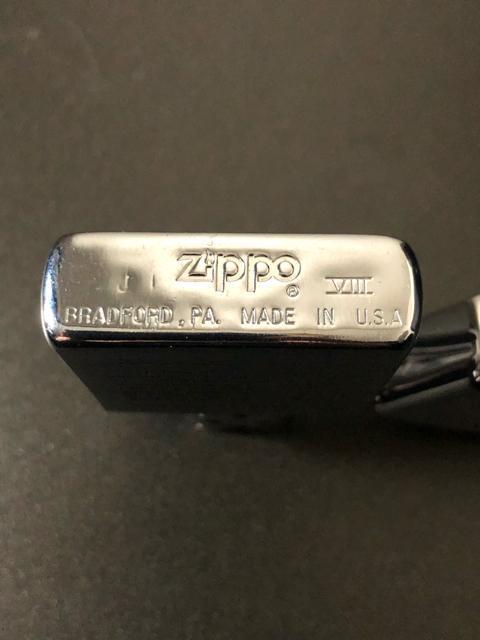 Zippo ® VIII
BRADFORD, PA. MADE IN U.S.A